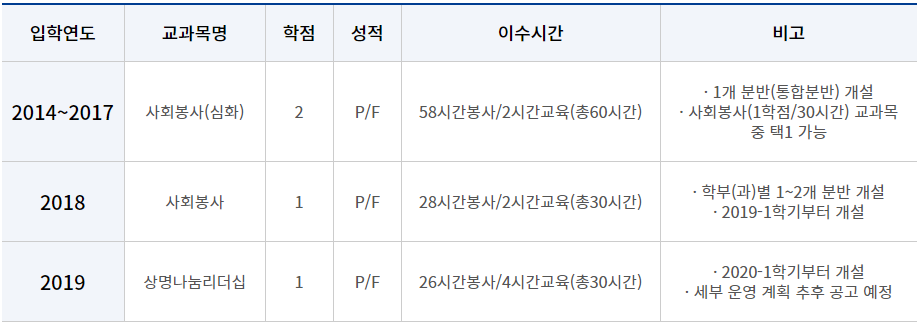 입학연도 교과목명 학점 성적 이수시간 비고
2014~2017 사회봉사(심화) 2 P/F 58시간봉사/2시간교육(총60시간) · 1개 분반(통합분반) 개설
· 사회봉사(1학점/30시간) 교과목
중 택1 가능
2018 사회봉사 1 P/F 28시간봉사/2시간교육(총30시간) · 학부(과)별 1~2개 분반 개설
· 2019-1학기부터 개설
2019 상명나눔리더십 1 P/F 26시간봉사/4시간교육(총30시간) · 2020-1학기부터 개설
· 세부 운영 계획 추후 공고 예정